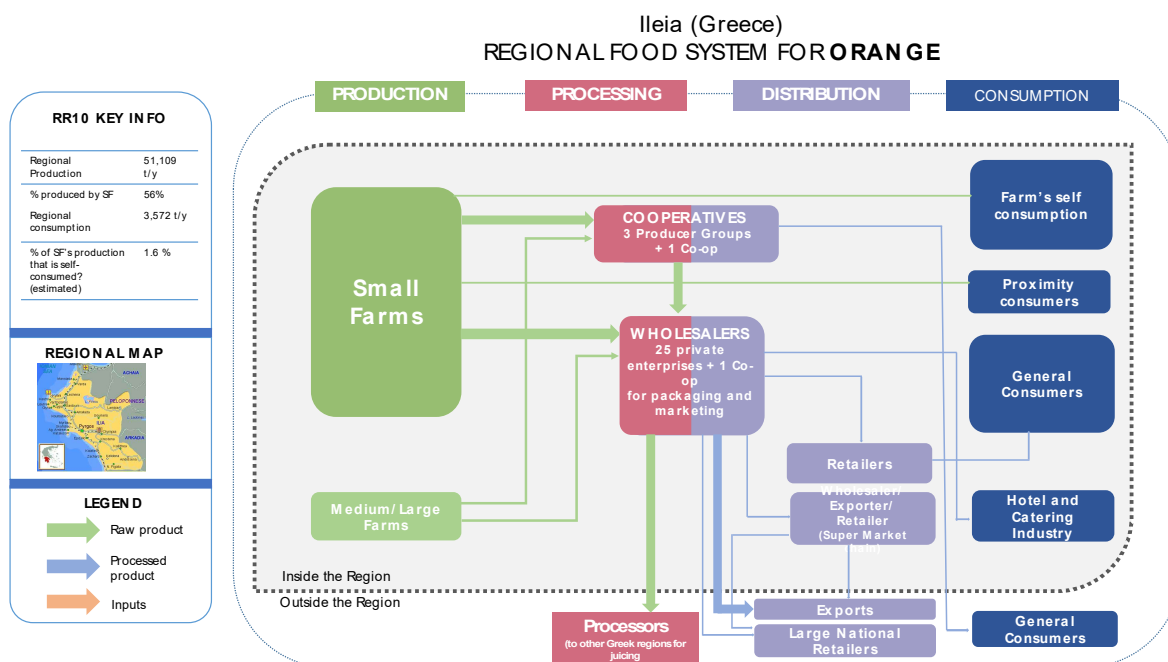 Ileia (Greece)
REGIONAL FOOD SYSTEM FOR ORANGE
PRODUCTION
PROCESSING
DISTRIBUTION
CONSUMPTION
RR10 KEY INFO
Regional
Production
51,109
t/y
% produced by SF
56%
Regional
consumption
3,572 t/y
% of SF's production
that is self-
consumed?
(estimated)
1.6 %
REGIONAL MAP
ACHAIA
PELOPONNESE
ILIA
Pyrgos
ARKADIA
LEGEND
Raw product
Processed
product
Inputs
Small
Farms
Medium/Large
Farms
COOPERATIVES
3 Producer Groups
+ 1 Co-op
WHOLESALERS
25 private
enterprises + 1 Co-
op
for packaging and
marketing
Retailers
Wholesaler/
Exporter/
Retailer
(Super Market
chain)
Farm's self
consumption
Proximity
consumers
General
Consumers
Hotel and
Catering
Industry
Inside the Region
Outside the Region
Processors
(to other Greek regions for
juicing
Exports
Large National
Retailers
General
Consumers